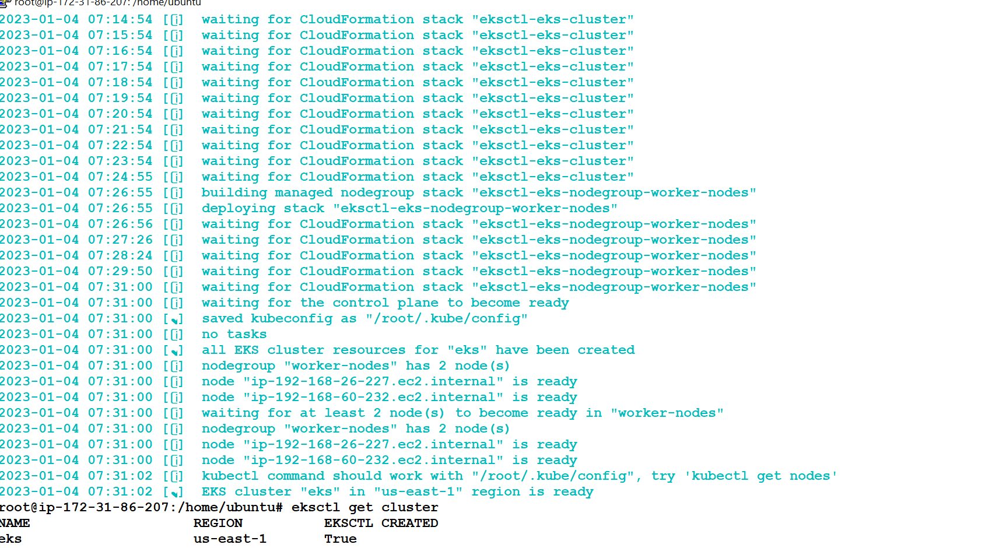 root@ip-172-31-86-207: /home/ubuntu
2023-01-04 07:14:54 [i]  waiting for CloudFormation stack "eksctl-eks-cluster"
2023-01-04 07:15:54 [i]  waiting for CloudFormation stack "eksctl-eks-cluster"
2023-01-04 07:16:54 [i]  waiting for CloudFormation stack "eksctl-eks-cluster"
2023-01-04 07:17:54 [i]  waiting for CloudFormation stack "eksctl-eks-cluster"
2023-01-04 07:18:54 [i]  waiting for CloudFormation stack "eksctl-eks-cluster"
2023-01-04 07:19:54 [i]  waiting for CloudFormation stack "eksctl-eks-cluster"
2023-01-04 07:20:54 [i]  waiting for CloudFormation stack "eksctl-eks-cluster"
2023-01-04 07:21:54 [i]  waiting for CloudFormation stack "eksctl-eks-cluster"
2023-01-04 07:22:54 [i]  waiting for CloudFormation stack "eksctl-eks-cluster"
2023-01-04 07:23:54 [i]  waiting for CloudFormation stack "eksctl-eks-cluster"
2023-01-04 07:24:55 [i]  waiting for CloudFormation stack "eksctl-eks-cluster"
2023-01-04 07:26:55 [i]  building managed nodegroup stack "eksctl-eks-nodegroup-worker-nodes"
2023-01-04 07:26:55 [i]  deploying stack "eksctl-eks-nodegroup-worker-nodes"
2023-01-04 07:26:56 [i]  waiting for CloudFormation stack "eksctl-eks-nodegroup-worker-nodes"
2023-01-04 07:27:26 [i]  waiting for CloudFormation stack "eksctl-eks-nodegroup-worker-nodes"
2023-01-04 07:28:24 [i]  waiting for CloudFormation stack "eksctl-eks-nodegroup-worker-nodes"
2023-01-04 07:29:50 [i]  waiting for CloudFormation stack "eksctl-eks-nodegroup-worker-nodes"
2023-01-04 07:31:00 [i]  waiting for CloudFormation stack "eksctl-eks-nodegroup-worker-nodes"
2023-01-04 07:31:00 [i]  waiting for the control plane to become ready
2023-01-04 07:31:00 [✔]  saved kubeconfig as "/root/.kube/config"
2023-01-04 07:31:00 [i]  no tasks
2023-01-04 07:31:00 [✔]  all EKS cluster resources for "eks" have been created
2023-01-04 07:31:00 [i]  nodegroup "worker-nodes" has 2 node(s)
2023-01-04 07:31:00 [i]  node "ip-192-168-26-227.ec2.internal" is ready
2023-01-04 07:31:00 [i]  node "ip-192-168-60-232.ec2.internal" is ready
2023-01-04 07:31:00 [i]  waiting for at least 2 node(s) to become ready in "worker-nodes"
2023-01-04 07:31:00 [i]  nodegroup "worker-nodes" has 2 node(s)
2023-01-04 07:31:00 [i]  node "ip-192-168-26-227.ec2.internal" is ready
2023-01-04 07:31:00 [i]  node "ip-192-168-60-232.ec2.internal" is ready
2023-01-04 07:31:02 [i]  kubectl command should work with "/root/.kube/config", try 'kubectl get nodes'
2023-01-04 07:31:02 [✔]  EKS cluster "eks" in "us-east-1" region is ready
root@ip-172-31-86-207:/home/ubuntu# eksctl get cluster
NAME REGION EKSCTL CREATED
eks us-east-1 True